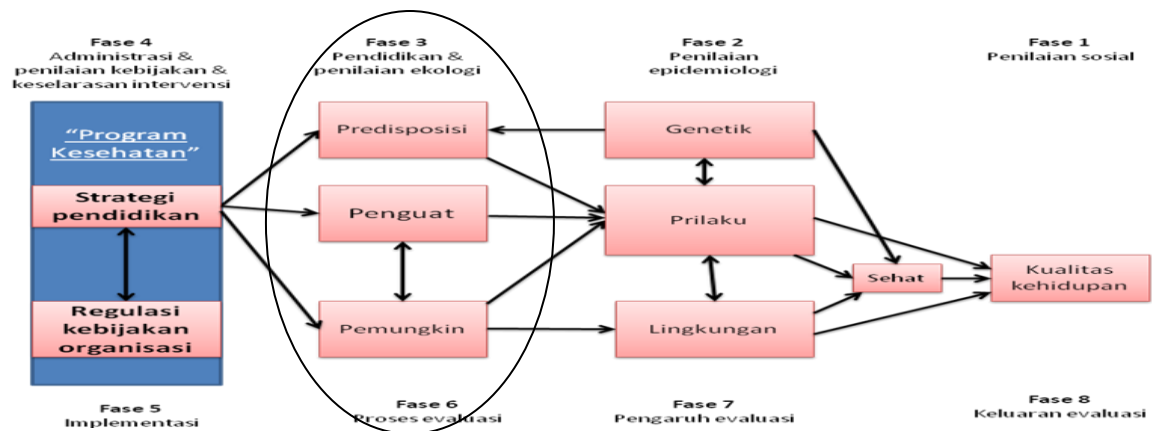 Fase 4
Administrasi &
penilaian kebijakan &
keselarasan intervensi
Fase 3
Pendidikan &
penilaian ekologi
Fase 2
Penilaian
epidemiologi
Fase 1
Penilaian sosial
“Program
Kesehatan”
Strategi
pendidikan
Regulasi
kebijakan
organisasi
Predisposisi
Penguat
Pemungkin
Genetik
Prilaku
Lingkungan
Sehat
Kualitas
kehidupan
Fase 5
Implementasi
Fase 6
Proses evaluasi
Fase 7
Pengaruh evaluasi
Fase 8
Keluaran evaluasi